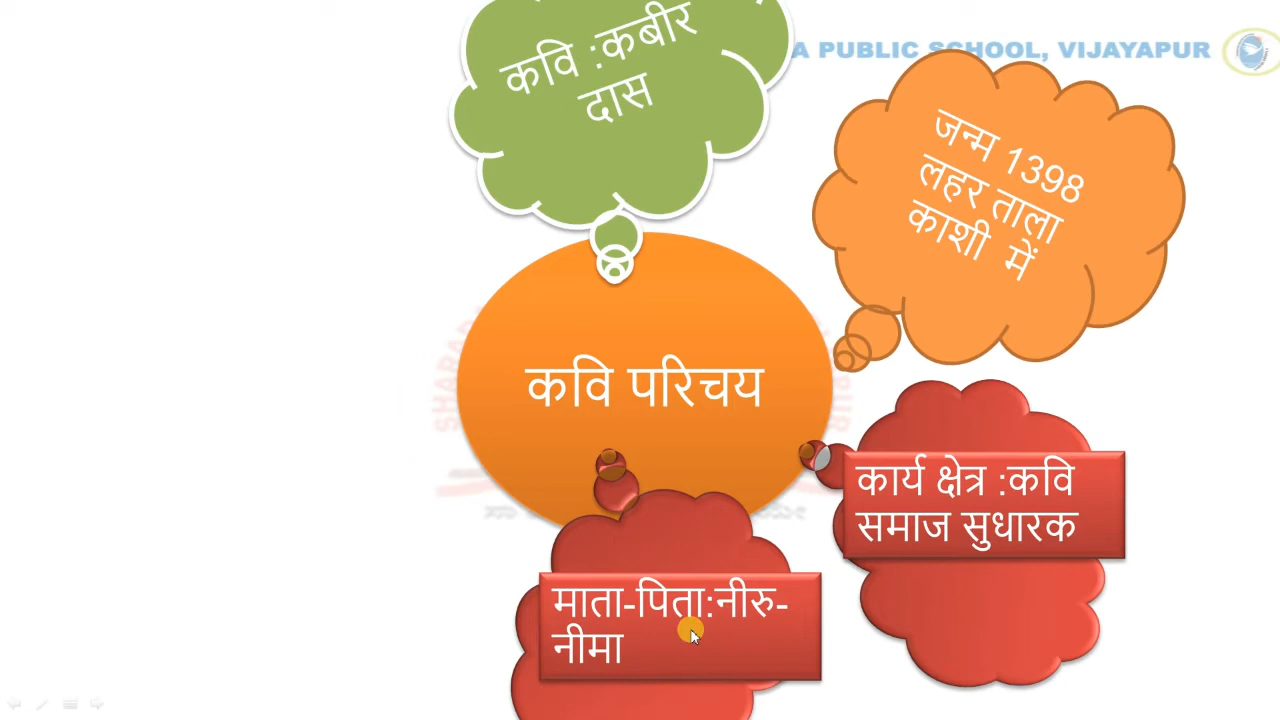 कवि :कबीर
दास
A PUBLIC SCHOOL, VIJAYAPUR
जन्म 1398
लहर ताला
काशी में
कवि परिचय
कार्य क्षेत्र :कवि
समाज सुधारक
माता-पिता:नीरु-
नीमा